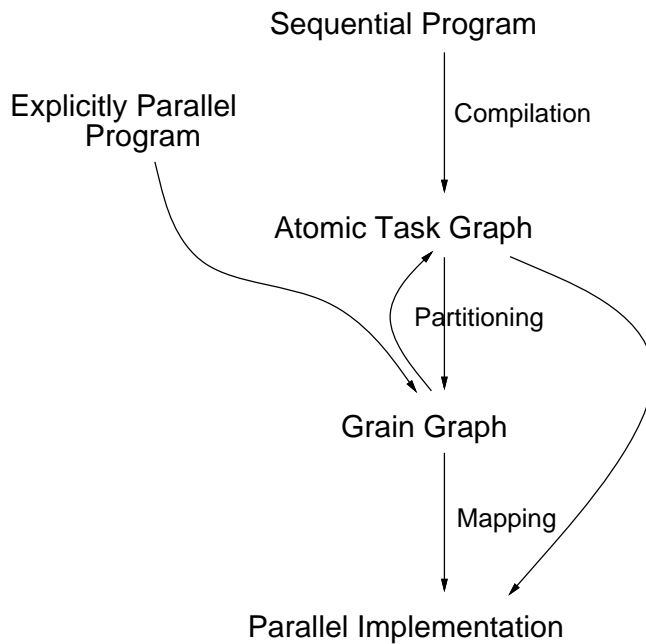 Sequential Program
Explicitly Parallel
Program
Compilation
Atomic Task Graph
Partitioning
Grain Graph
Mapping
Parallel Implementation